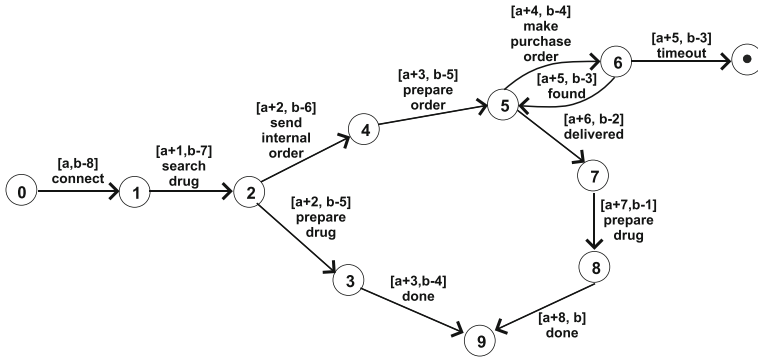 [a+4, b-4]
make
purchase
order
[a+5, b-3]
timeout
6
[a+5, b-3]
found
[a+3, b-5]
prepare
order
5
[a+6, b-2]
delivered
[a+2, b-6]
send
internal
order
4
[a,b-8]
connect
[a+1,b-7]
search
drug
0
1
2
7
[a+2, b-5]
prepare
drug
[a+7,b-1]
prepare
drug
3
8
[a+3,b-4]
done
[a+8, b]
done
9